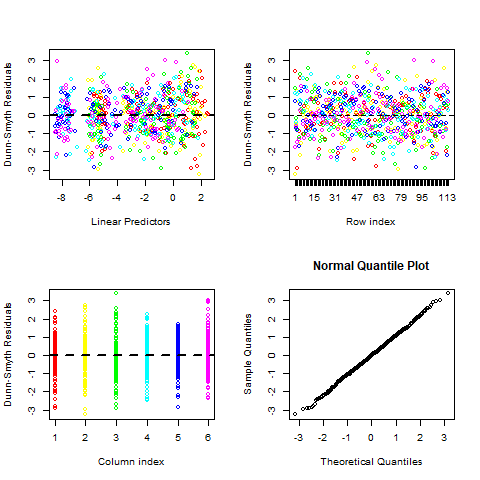 Dunn-Smyth Residuals
3
2
1
0
-1
-2
-3
-8 -6 -4 -2 0 2
Linear Predictors
Dunn-Smyth Residuals
3
2
1
0
-1
-2
-3
1 15 31 47 63 79 95 113
Row index
Dunn-Smyth Residuals
3
2
1
0
-1
-2
-3
1 2 3 4 5 6
Column index
Normal Quantile Plot
Sample Quantiles
3
2
1
0
-1
-2
-3
-3 -2 -1 0 1 2 3
Theoretical Quantiles